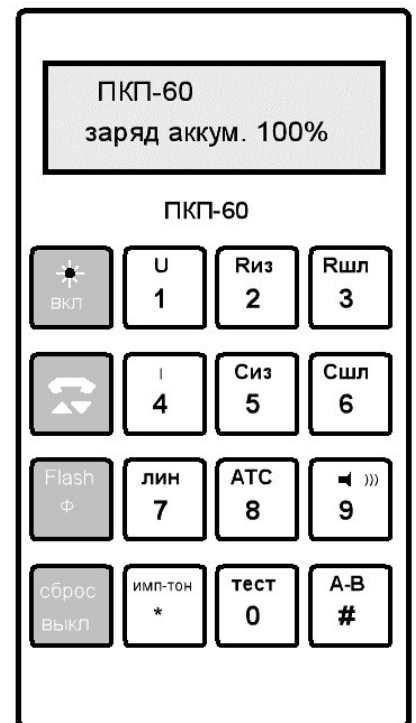 ПКП-60
заряд аккум. 100%
ПКП-60
вкл
U
1
Rиз
2
Rшл
3
I
4
Сиз
5
Сшл
6
Flash
Ф
лин
7
АТС
8
)))
9
сброс
выкл
имп-тон
*
тест
0
А-В
#